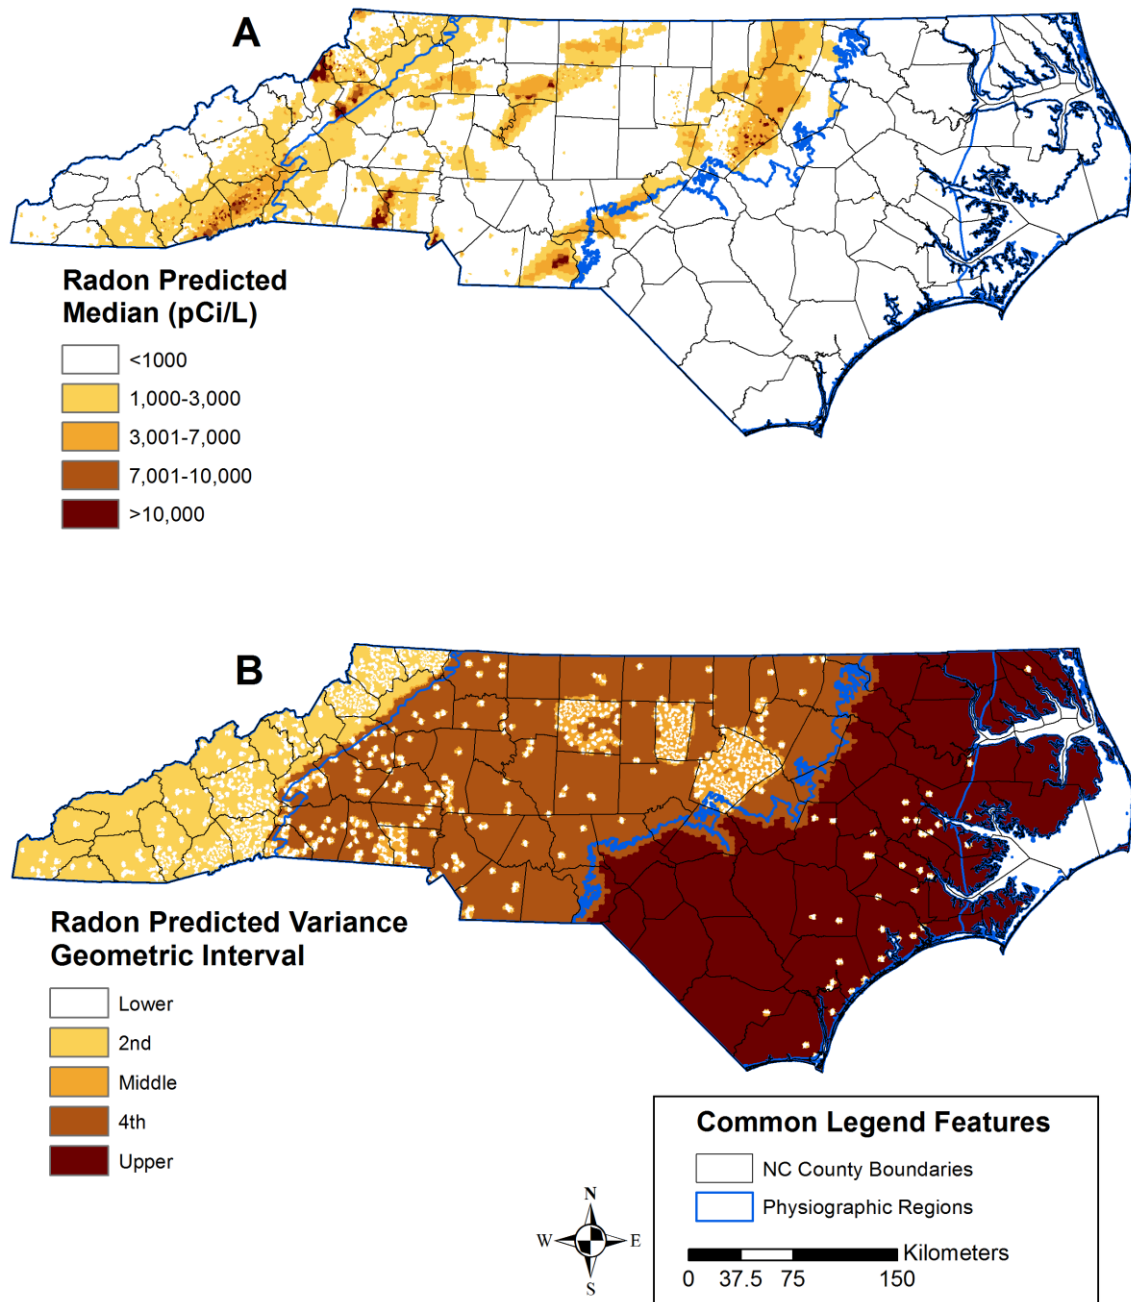 A
Radon Predicted
Median (pCi/L)
<1000
1,000-3,000
3,001-7,000
7,001-10,000
>10,000
B
Radon Predicted Variance
Geometric Interval
Lower
2nd
Middle
4th
Upper
Common Legend Features
NC County Boundaries
Physiographic Regions
Kilometers
0 37.5 75 150
N
W E
S